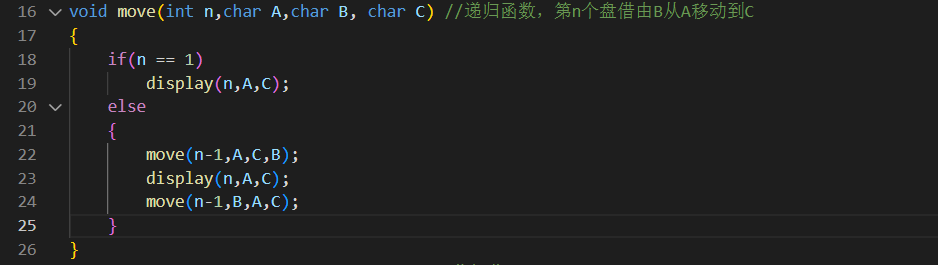 16 void move(int n,char A,char B, char C) //递归函数，第n个盘借由B从A移动到C
17 {
18 if(n == 1)
19 display(n,A,C);
20 else
21 {
22 move(n-1,A,C,B);
23 display(n,A,C);
24 move(n-1,B,A,C);
25 }
26 }